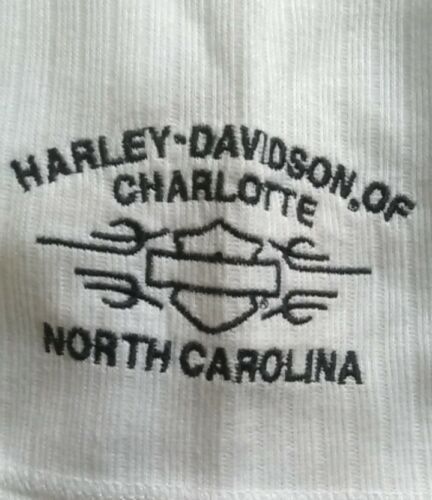 HARLEY-DAVIDSON® OF
CHARLOTTE
®
NORTH CAROLINA